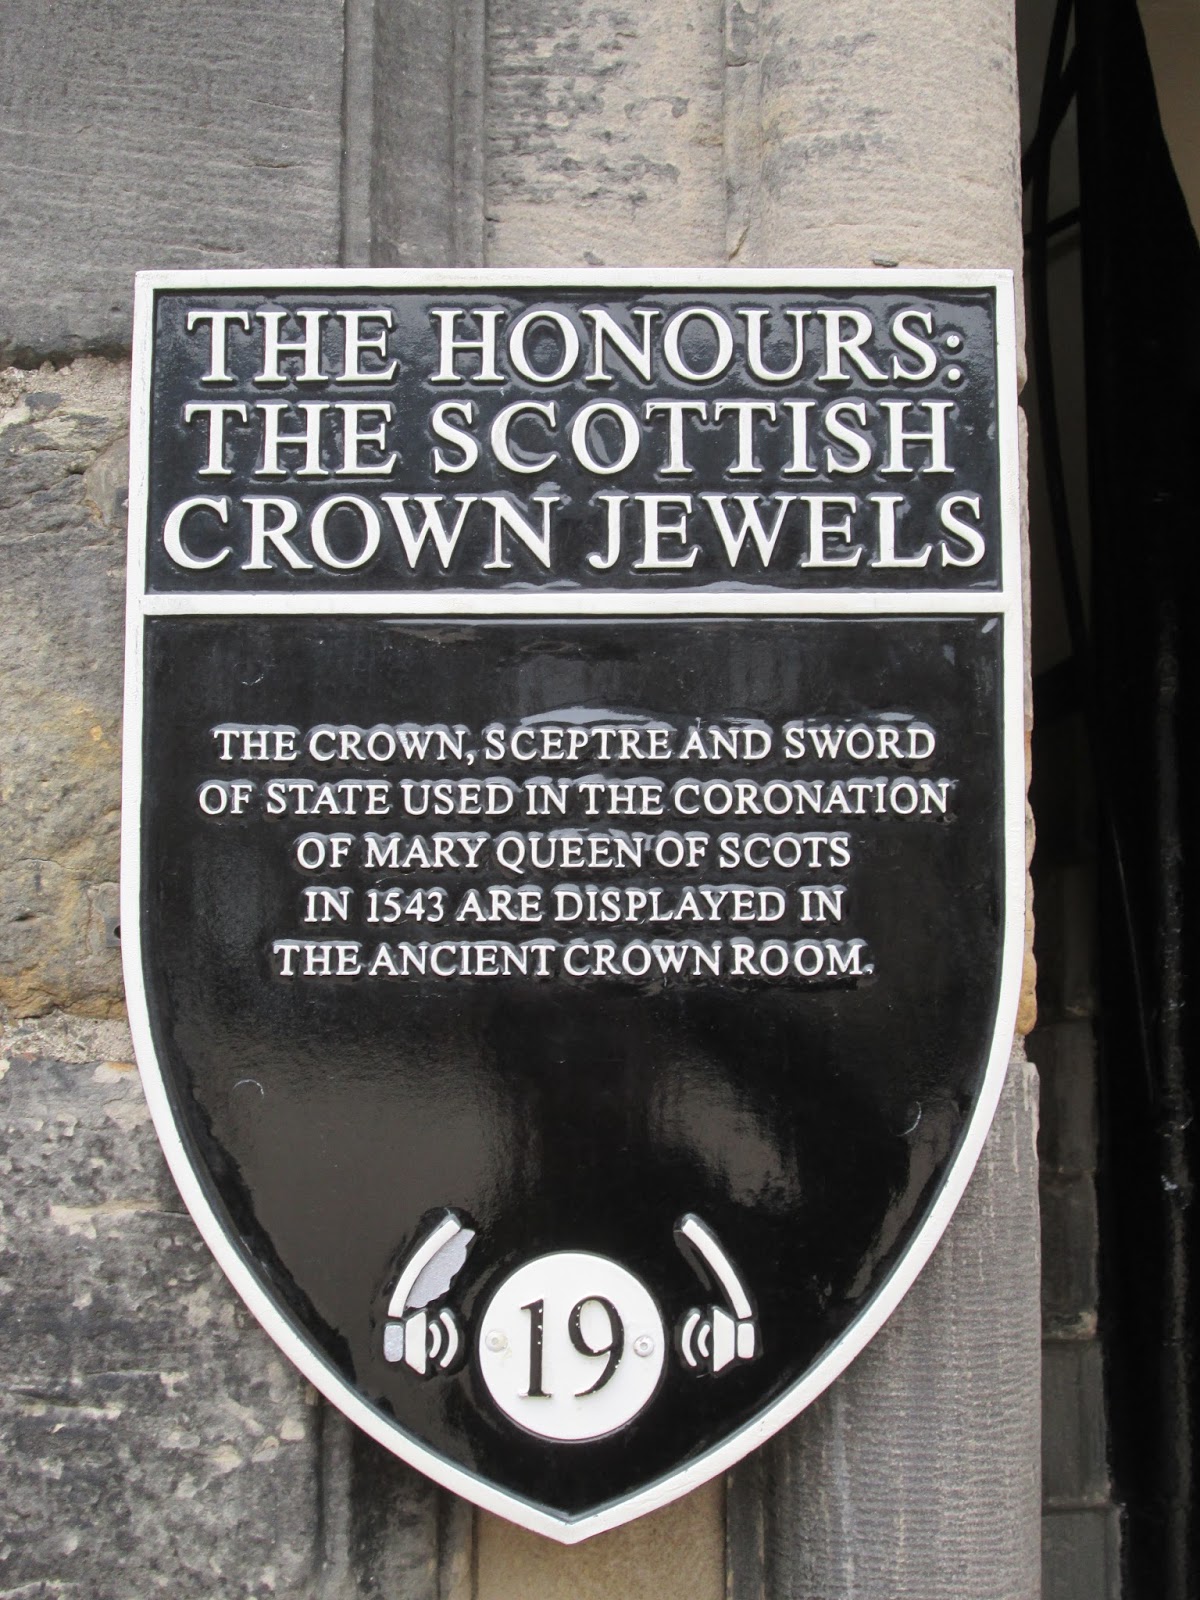 THE HONOURS:
THE SCOTTISH
CROWN JEWELS
THE CROWN, SCEPTRE AND SWORD
OF STATE USED IN THE CORONATION
OF MARY QUEEN OF SCOTS
IN 1543 ARE DISPLAYED IN
THE ANCIENT CROWN ROOM.
19